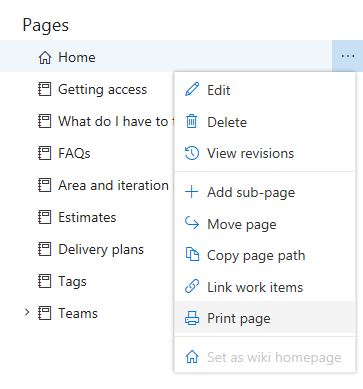 Pages
Home
Getting access
Edit
Delete
What do I have to
FAQs
View revisions
Area and iteration
Add sub-page
Estimates
Move page
Delivery plans
Copy page path
Tags
Link work items
Teams
Print page
Set as wiki homepage